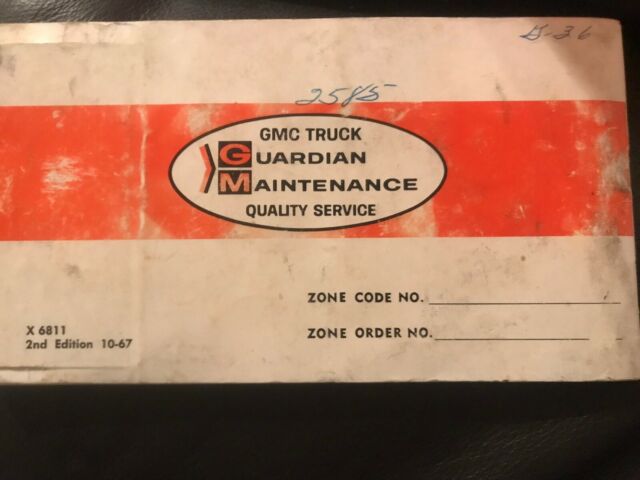 G-36
2585
GMC TRUCK
GUARDIAN
MAINTENANCE
QUALITY SERVICE
ZONE CODE NO.
ZONE ORDER NO.
X 6811
2nd Edition 10-67